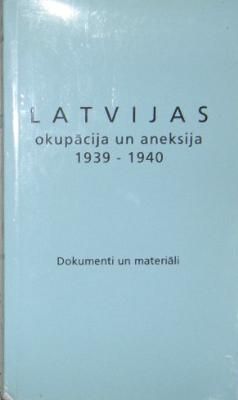 LATVIJAS
okupācija un aneksija
1939 - 1940
Dokumenti un materiāli